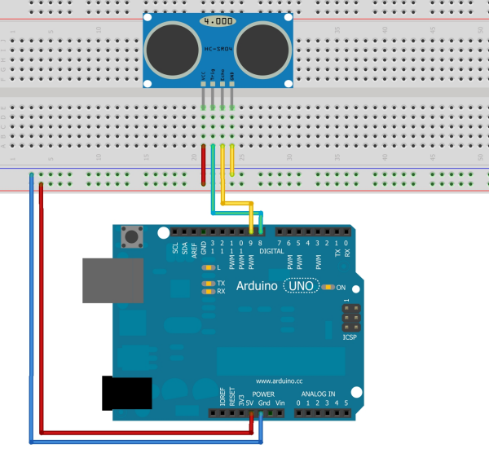 4.000
HC-SR04
Vcc
Trig
Echo
GND
SCL
SDA
AREF
GND
13
12
11
10
9
8
7
6
5
4
3
2
1
0
PWM
PWM
PWM
PWM
PWM
PWM
TX
RX
DIGITAL
L
TX
RX
Arduino UNO
ON
1
ICSP
www.arduino.cc
POWER
ANALOG IN
IOREF
RESET
3V3
5V
Gnd
Vin
0 1 2 3 4 5